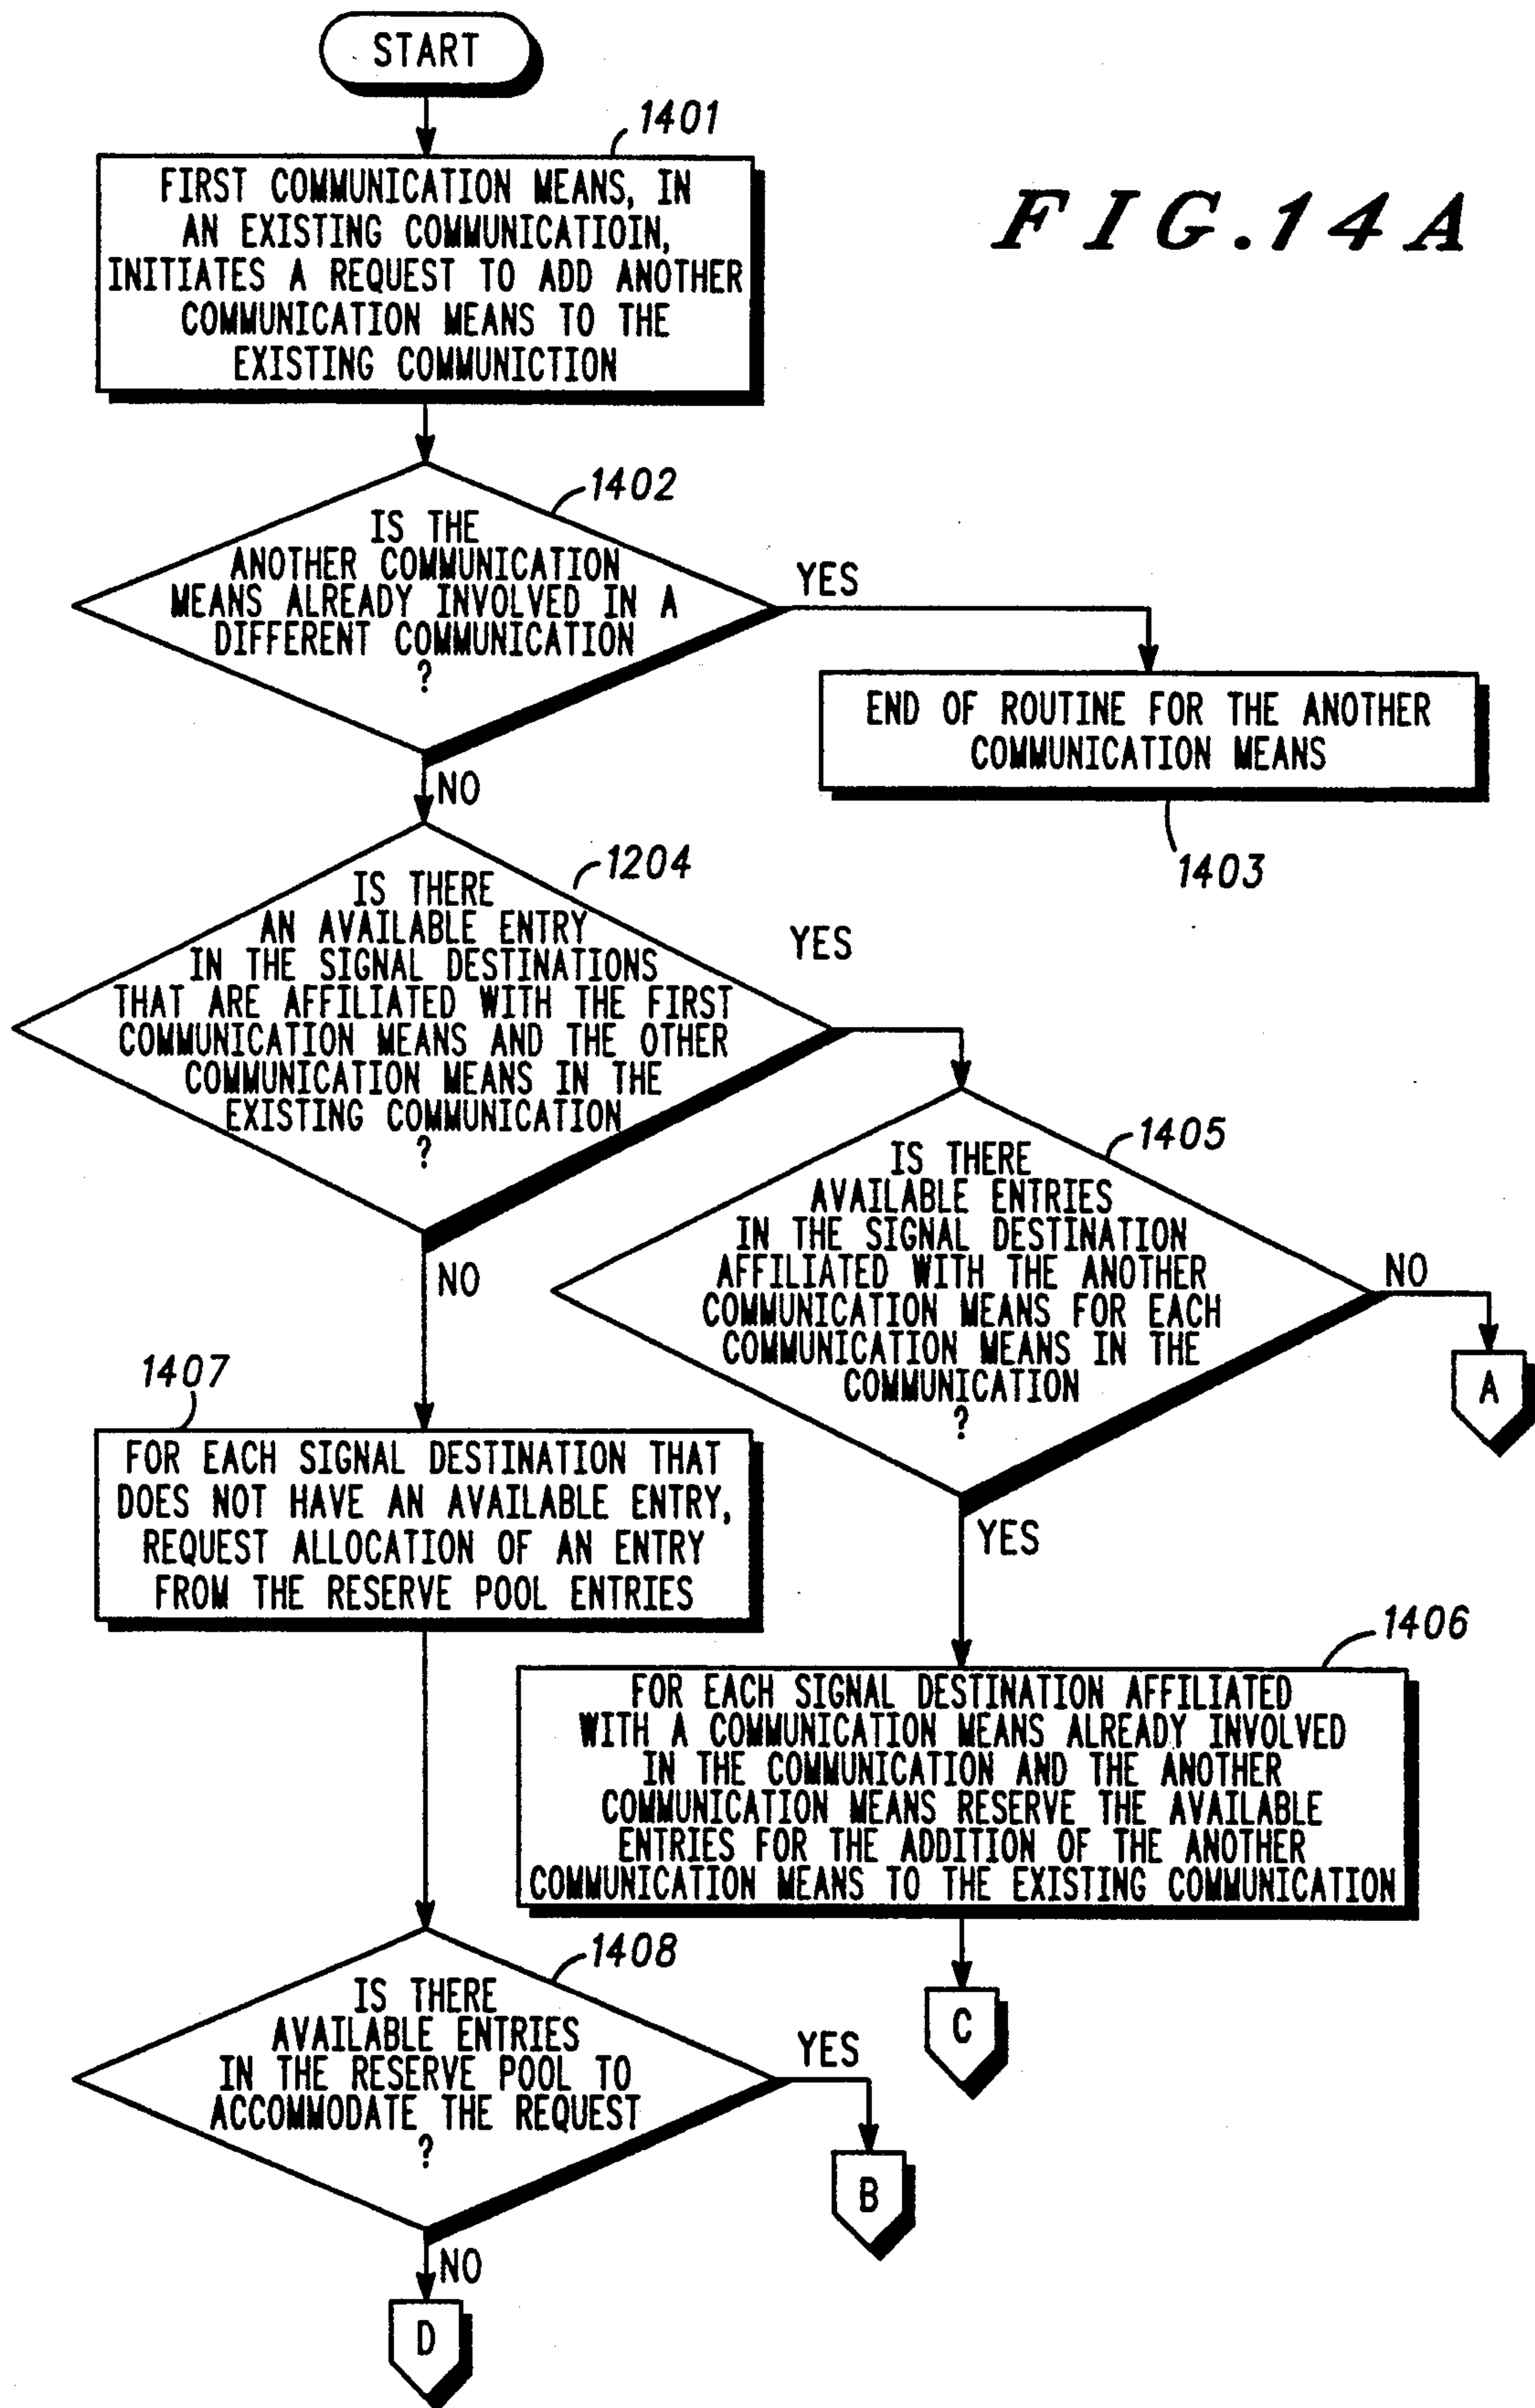 START
1401
FIRST COMMUNICATION MEANS, IN
AN EXISTING COMMUNICATIOIN,
INITIATES A REQUEST TO ADD ANOTHER
COMMUNICATION MEANS TO THE
EXISTING COMMUNICTION
FIG.14A
1402
IS THE
ANOTHER COMMUNICATION
MEANS ALREADY INVOLVED IN A
DIFFERENT COMMUNICATION
?
YES
END OF ROUTINE FOR THE ANOTHER
COMMUNICATION MEANS
1403
NO
1204
IS THERE
AN AVAILABLE ENTRY
IN THE SIGNAL DESTINATIONS
THAT ARE AFFILIATED WITH THE FIRST
COMMUNICATION MEANS AND THE OTHER
COMMUNICATION MEANS IN THE
EXISTING COMMUNICATION
?
YES
1405
IS THERE
AVAILABLE ENTRIES
IN THE SIGNAL DESTINATION
AFFILIATED WITH THE ANOTHER
COMMUNICATION MEANS FOR EACH
COMMUNICATION MEANS IN THE
COMMUNICATION
?
NO
A
NO
1407
FOR EACH SIGNAL DESTINATION THAT
DOES NOT HAVE AN AVAILABLE ENTRY,
REQUEST ALLOCATION OF AN ENTRY
FROM THE RESERVE POOL ENTRIES
YES
1406
FOR EACH SIGNAL DESTINATION AFFILIATED
WITH A COMMUNICATION MEANS ALREADY INVOLVED
IN THE COMMUNICATION AND THE ANOTHER
COMMUNICATION MEANS RESERVE THE AVAILABLE
ENTRIES FOR THE ADDITION OF THE ANOTHER
COMMUNICATION MEANS TO THE EXISTING COMMUNICATION
C
1408
IS THERE
AVAILABLE ENTRIES
IN THE RESERVE POOL TO
ACCOMMODATE THE REQUEST
?
YES
B
NO
D